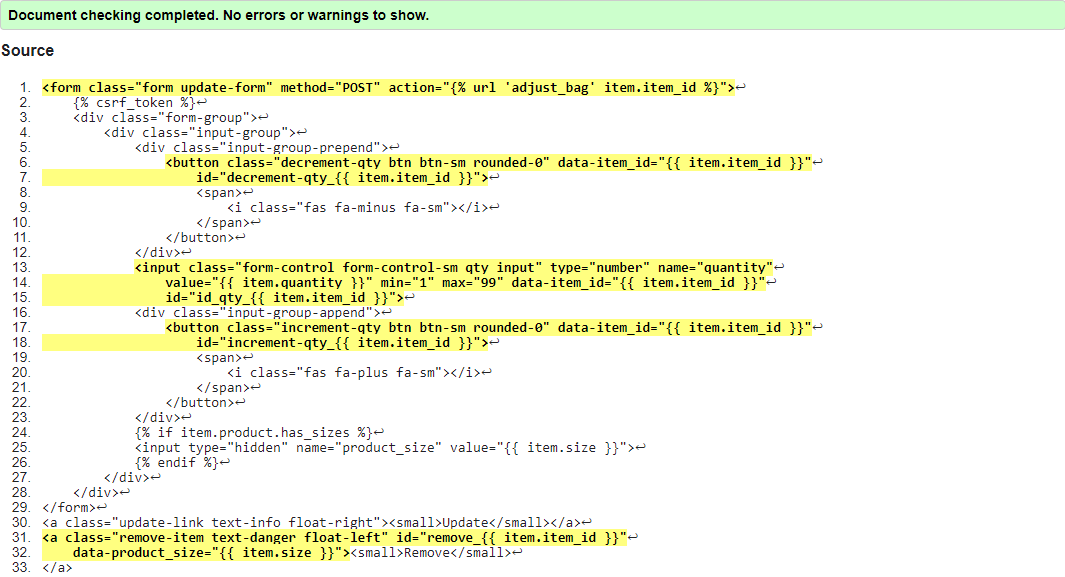 Document checking completed. No errors or warnings to show.
Source
1. <form class="form update-form" method="POST" action="{% url 'adjust_bag' item.item_id %}">↩
2. {% csrf_token %}↩
3. <div class="form-group">↩
4. <div class="input-group">↩
5. <div class="input-group-prepend">↩
6. <button class="decrement-qty btn btn-sm rounded-0" data-item_id="{{ item.item_id }}"↩
7. id="decrement-qty_{{ item.item_id }}">↩
8. <span>↩
9. <i class="fas fa-minus fa-sm"></i>↩
10. </span>↩
11. </button>↩
12. </div>↩
13. <input class="form-control form-control-sm qty input" type="number" name="quantity"↩
14. value="{{ item.quantity }}" min="1" max="99" data-item_id="{{ item.item_id }}"↩
15. id="id_qty_{{ item.item_id }}">↩
16. <div class="input-group-append">↩
17. <button class="increment-qty btn btn-sm rounded-0" data-item_id="{{ item.item_id }}"↩
18. id="increment-qty_{{ item.item_id }}">↩
19. <span>↩
20. <i class="fas fa-plus fa-sm"></i>↩
21. </span>↩
22. </button>↩
23. </div>↩
24. {% if item.product.has_sizes %}↩
25. <input type="hidden" name="product_size" value="{{ item.size }}">↩
26. {% endif %}↩
27. </div>↩
28. </div>↩
29. </form>↩
30. <a class="update-link text-info float-right"><small>Update</small></a>↩
31. <a class="remove-item text-danger float-left" id="remove_{{ item.item_id }}"↩
32. data-product_size="{{ item.size }}"><small>Remove</small>↩
33. </a>